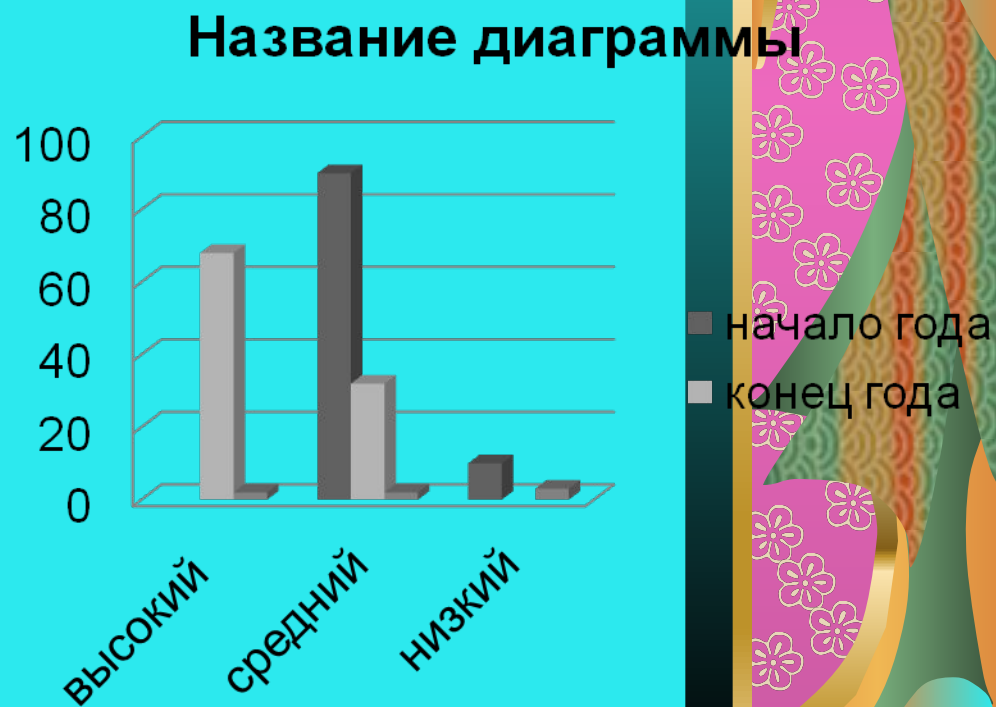 Название диаграммы
100
80
60
40
20
0
высокий
средний
низкий
начало года
конец года